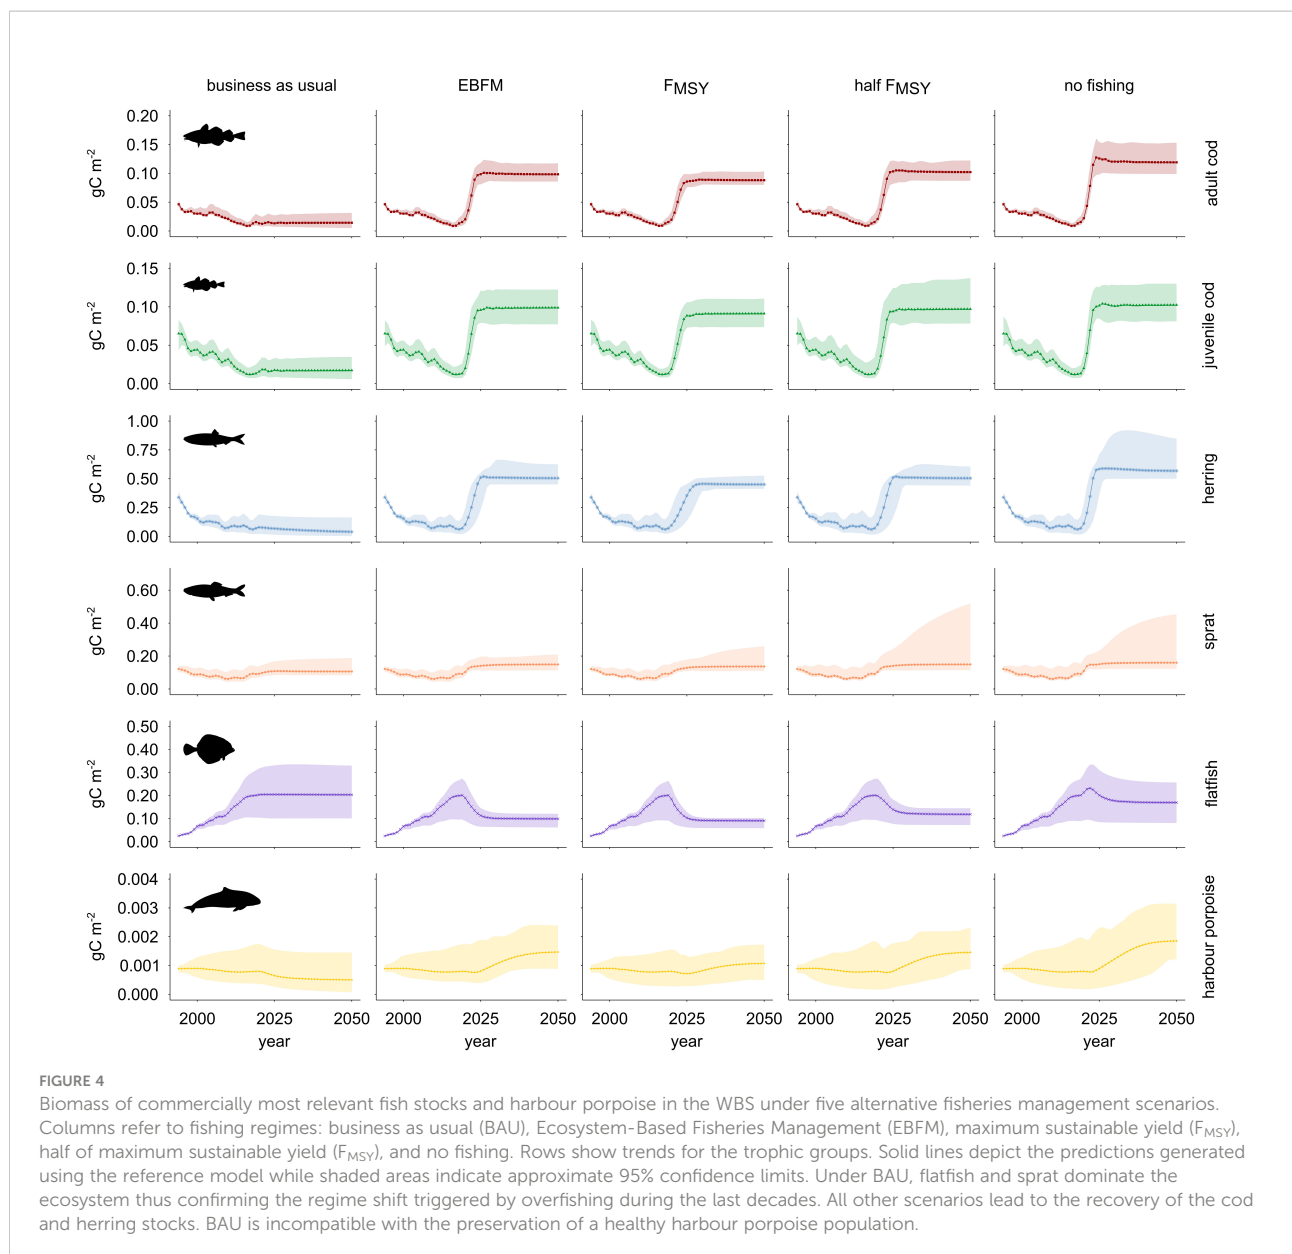 business as usual EBFM FMSY half FMSY no fishing
0.20
0.15
0.10
0.05
0.00
gC m-2
adult cod
0.15
0.10
0.05
0.00
gC m-2
juvenile cod
1.00
0.75
0.50
0.25
0.00
gC m-2
herring
0.60
0.40
0.20
0.00
gC m-2
sprat
0.50
0.40
0.30
0.20
0.10
0.00
gC m-2
flatfish
0.004
0.003
0.002
0.001
0.000
gC m-2
harbour porpoise
2000 2025 2050 2000 2025 2050 2000 2025 2050 2000 2025 2050 2000 2025 2050
year year year year year
FIGURE 4
Biomass of commercially most relevant fish stocks and harbour porpoise in the WBS under five alternative fisheries management scenarios.
Columns refer to fishing regimes: business as usual (BAU), Ecosystem-Based Fisheries Management (EBFM), maximum sustainable yield (FMSY),
half of maximum sustainable yield (FMSY), and no fishing. Rows show trends for the trophic groups. Solid lines depict the predictions generated
using the reference model while shaded areas indicate approximate 95% confidence limits. Under BAU, flatfish and sprat dominate the
ecosystem thus confirming the regime shift triggered by overfishing during the last decades. All other scenarios lead to the recovery of the cod
and herring stocks. BAU is incompatible with the preservation of a healthy harbour porpoise population.